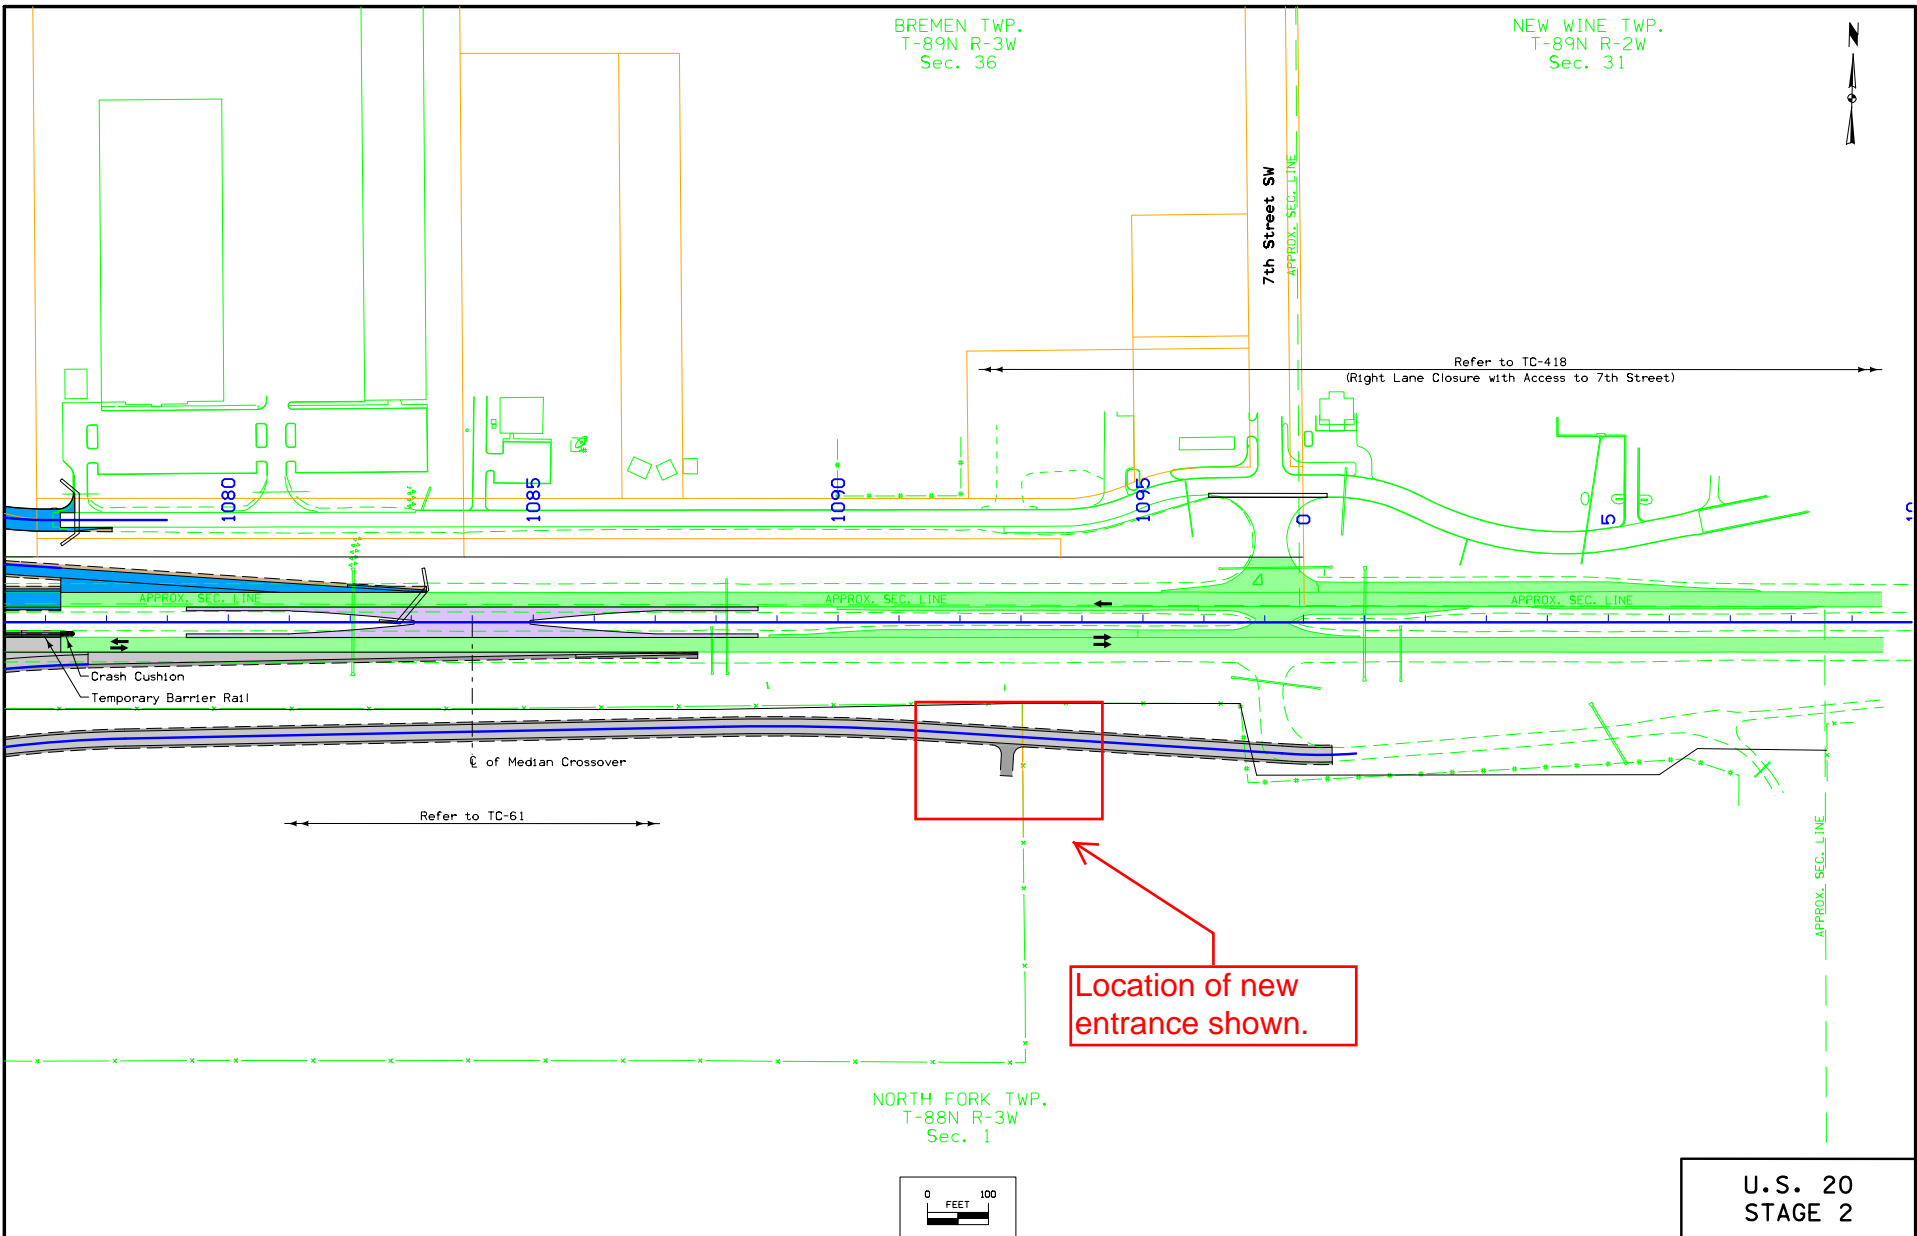 BREMEN TWP.
T-89N R-3W
Sec. 36
NEW WINE TWP.
T-89N R-2W
Sec. 31
N
7th Street SW
APPROX. SEC. LINE
Refer to TC-418
(Right Lane Closure with Access to 7th Street)
1080
1085
1090
1095
0
5
APPROX. SEC. LINE
APPROX. SEC. LINE
APPROX. SEC. LINE
Crash Cushion
Temporary Barrier Rail
℄ of Median Crossover
Refer to TC-61
APPROX. SEC. LINE
Location of new
entrance shown.
NORTH FORK TWP.
T-88N R-3W
Sec. 1
0 100
FEET
U.S. 20
STAGE 2